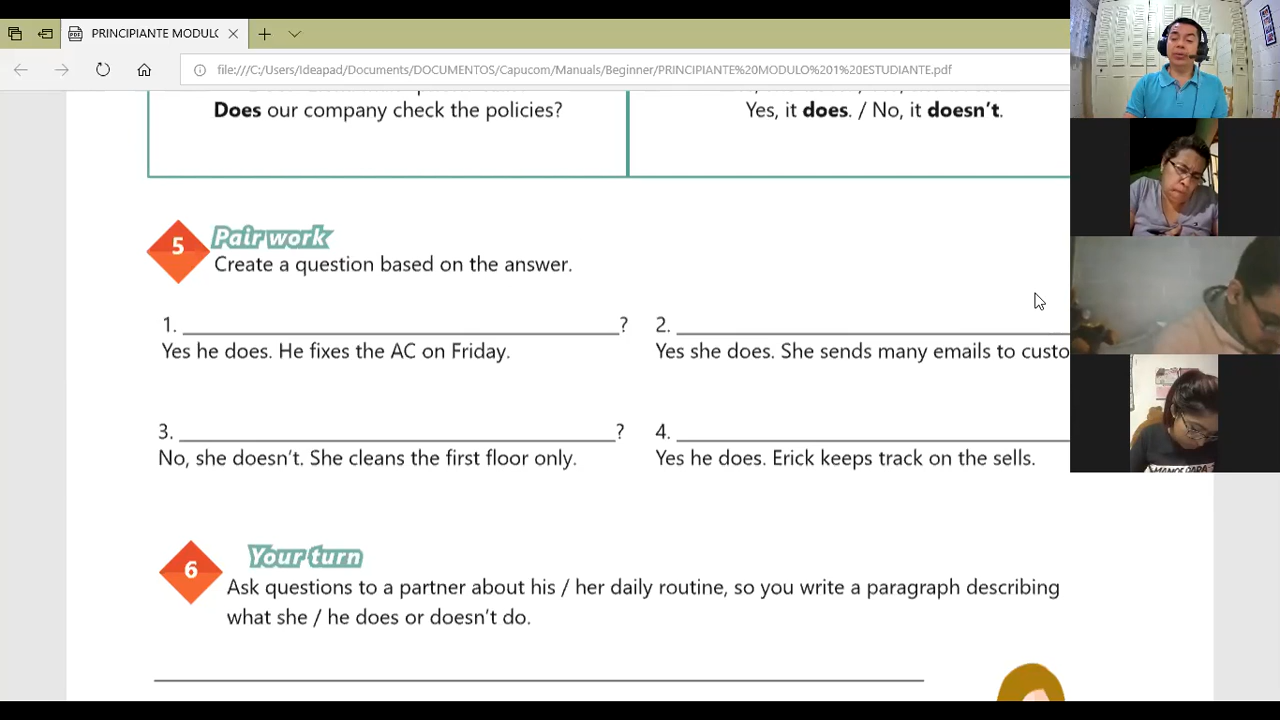 PRINCIPIANTE MODULO
file:///C:/Users/Ideapad/Docum ENTOS/Capucom/Manuals/Beginner/PRINCIPIANTE%20MODULO%201%20ESTUDIANTE.pdf
Does our company check the policies?
Yes, it does. / No, it doesn't.
5
Pair work
Create a question based on the answer.
1. ?
Yes he does. He fixes the AC on Friday.
2.
Yes she does. She sends many emails to custo
3. ?
No, she doesn't. She cleans the first floor only.
4.
Yes he does. Erick keeps track on the sells.
6
Your turn
Ask questions to a partner about his / her daily routine, so you write a paragraph describing
what she / he does or doesn't do.